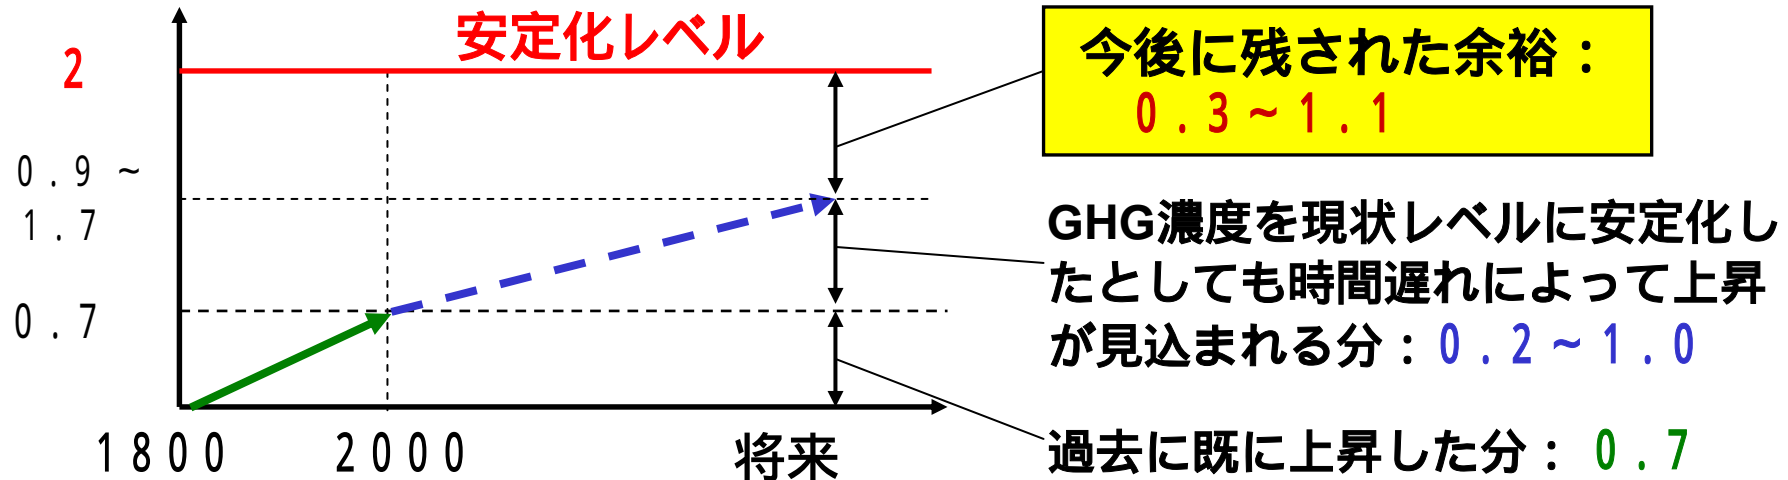 安定化レベル
2
０．９～
１．７
０．７
１８００
２０００
将来
今後に残された余裕：
０．３～１．１
GHG濃度を現状レベルに安定化し
たとしても時間遅れによって上昇
が見込まれる分：０．２～１．０
過去に既に上昇した分：０．７